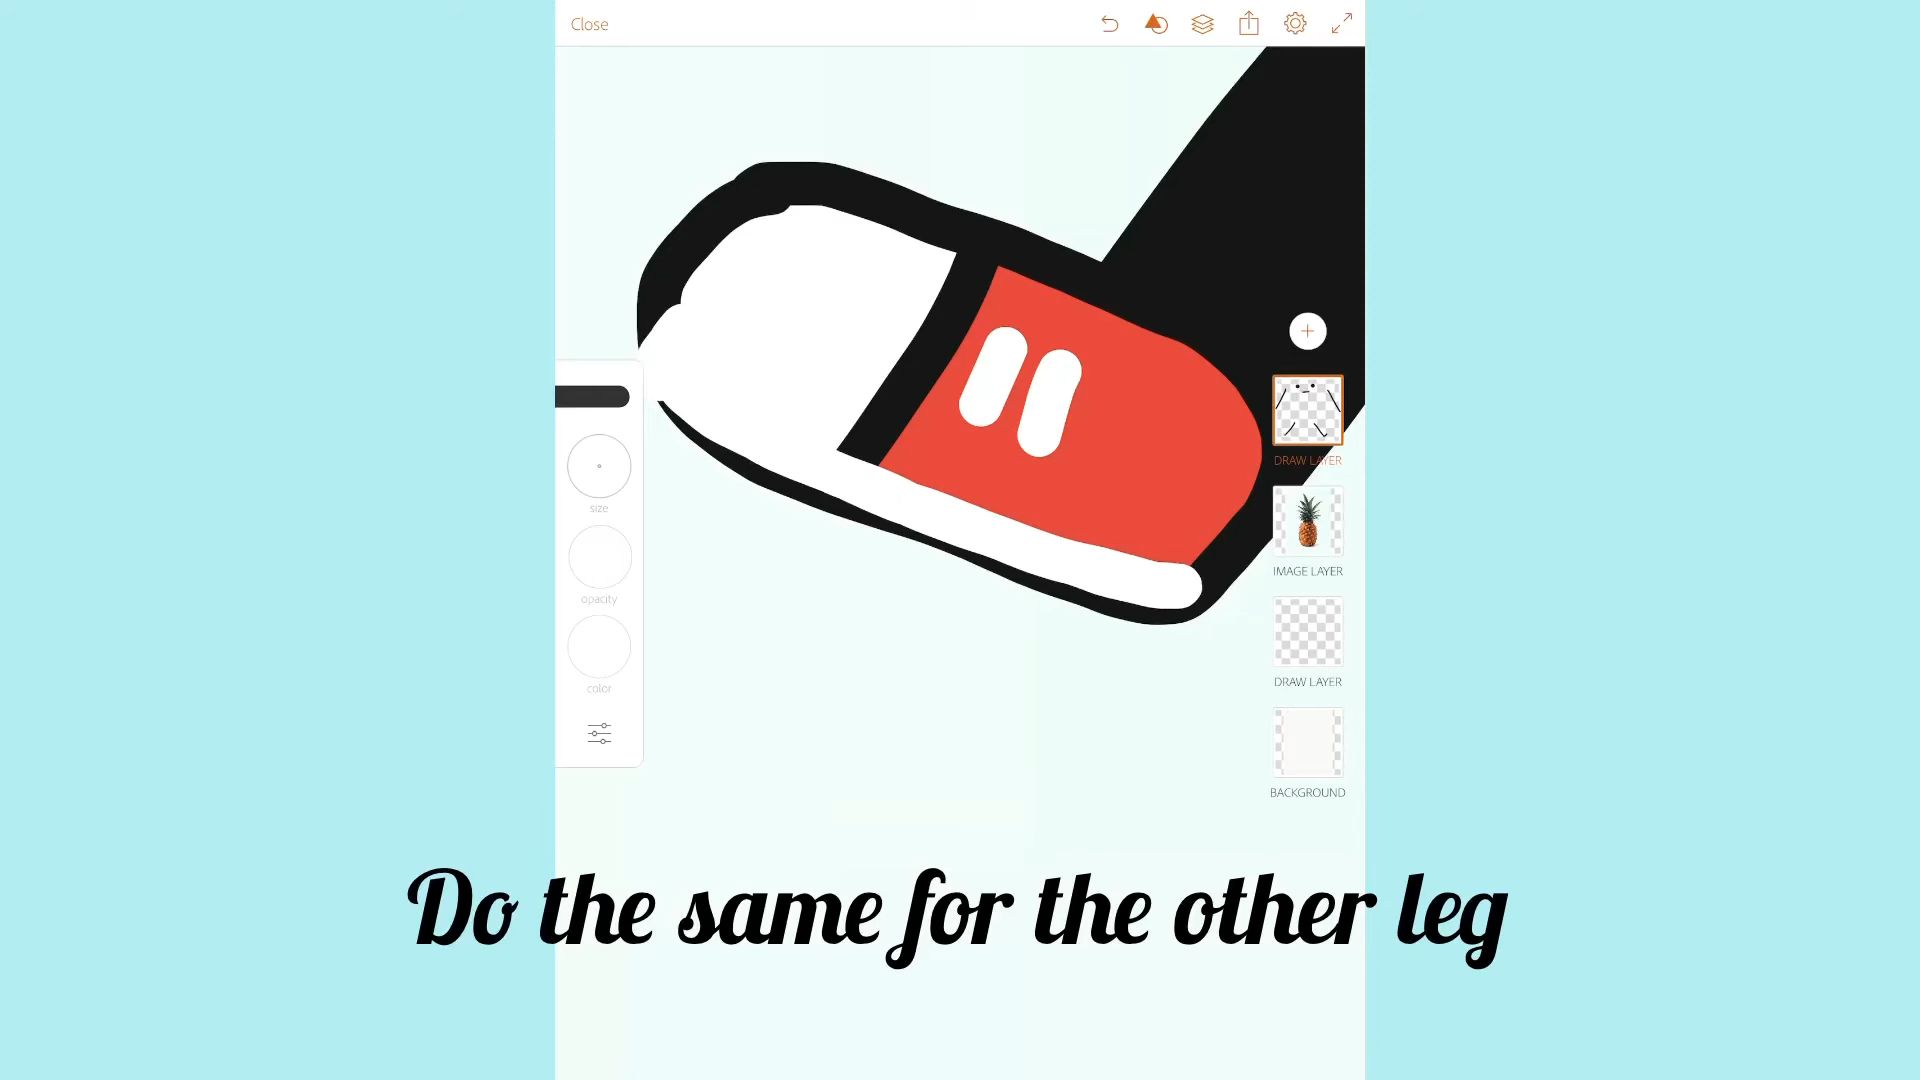 Close
DRAW LAYER
size
IMAGE LAYER
opacity
DRAW LAYER
color
BACKGROUND
Do the same for the other leg